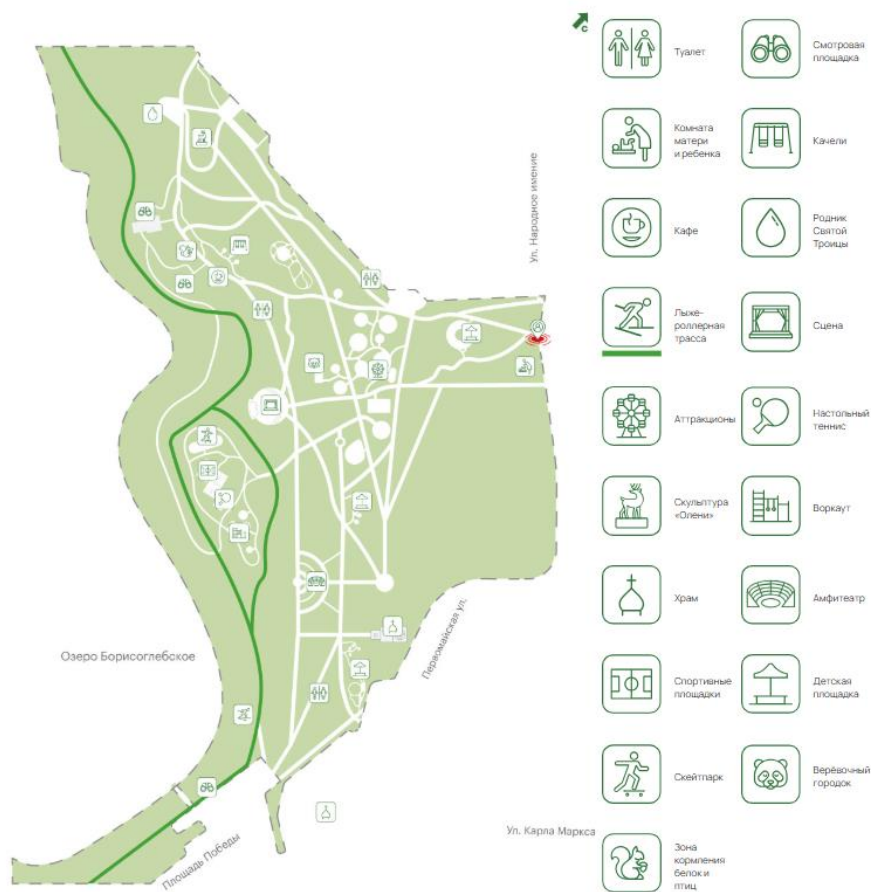 С
Туалет
Смотровая
площадка
Комната
матери
и ребенка
Качели
Кафе
Родник
Святой
Троицы
Лыже-
роллерная
трасса
Сцена
Аттракционы
Настольный
теннис
Скульптура
«Олени»
Воркаут
Храм
Амфитеатр
Спортивные
площадки
Детская
площадка
Скейтпарк
Верёвочный
городок
Зона
кормления
белок и
птиц
Ул. Народное имение
Первомайская ул.
Озеро Борисоглебское
Площадь Победы
Ул. Карла Маркса